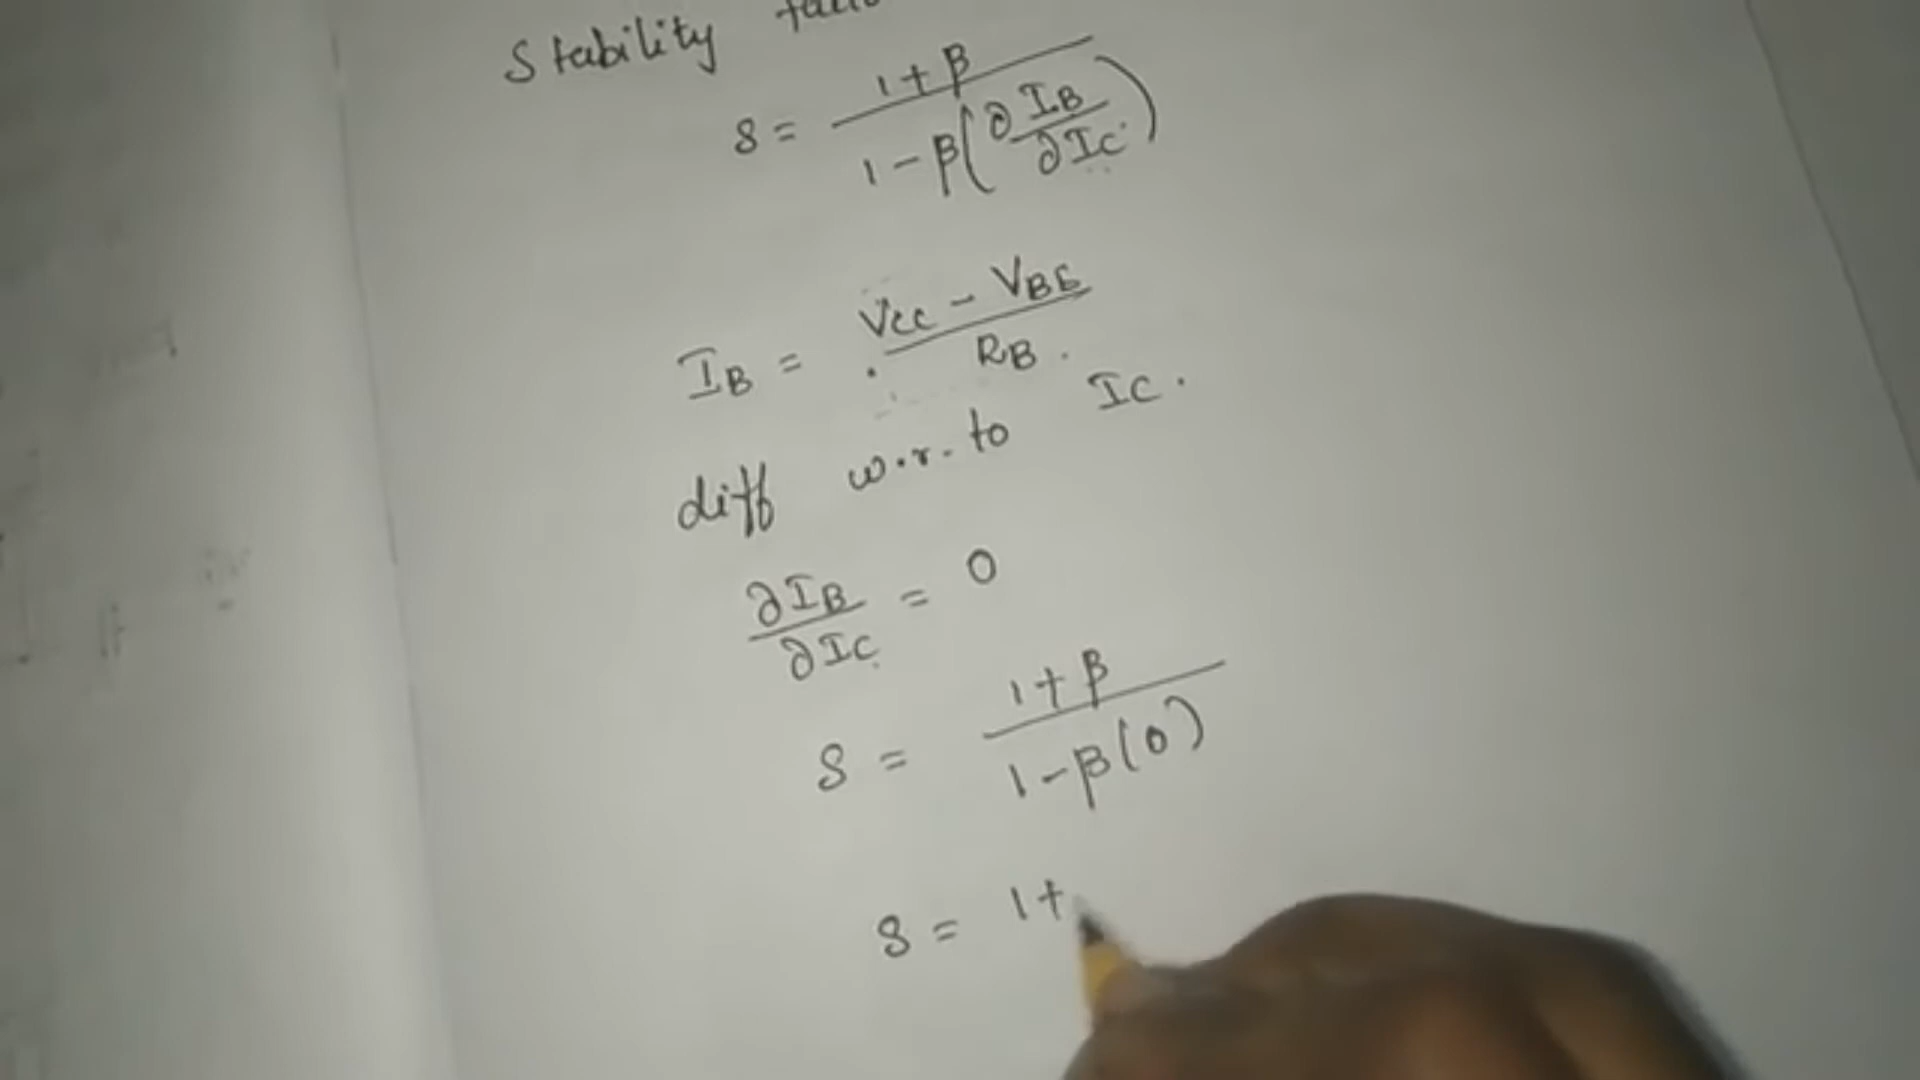 Stability
S = 1+β / 1-β(∂IB/∂IC)
IB = VCC - VBE / RB.
diff w.r.to IC.
∂IB/∂IC = 0
S = 1+β / 1-β(0)
S = 1+